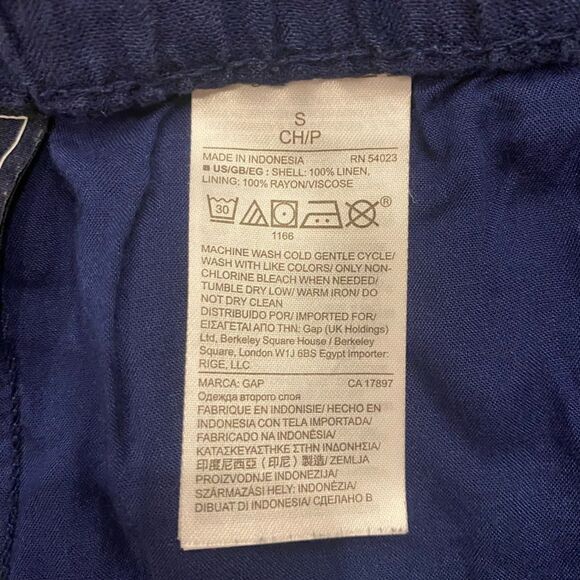 S
CH/P
MADE IN INDONESIA RN 54023
US/GB/EG : SHELL: 100% LINEN,
LINING: 100% RAYON/VISCOSE
30
®
1166
MACHINE WASH COLD GENTLE CYCLE/
WASH WITH LIKE COLORS/ ONLY NON-
CHLORINE BLEACH WHEN NEEDED/
TUMBLE DRY LOW/ WARM IRON/ DO
NOT DRY CLEAN
DISTRIBUIDO POR/ IMPORTED FOR/
ΕΙΣΑΓΕΤΑΙ ΑΠΟ ΤΗΝ: Gap (UK Holdings)
Ltd, Berkeley Square House / Berkeley
Square, London W1J 6BS Egypt Importer:
RIGE, LLC
MARCA: GAP CA 17897
Одежда второго слоя
FABRIQUE EN INDONISIE/ HECHO EN
INDONESIA CON TELA IMPORTADA/
FABRICADO NA INDONÉSIA/
ΚΑΤΑΣΚΕΥΑΣΤΗΚΕ ΣΤΗΝ ΙΝΔΟΝΗΣΙΑ/
印度尼西亞（印尼）製造/ ZEMLJA
PROIZVODNJE INDONEZIJA/
SZÁRMAZÁSI HELY: INDONÉZIA/
DIBUAT DI INDONESIA/ СДЕЛАНО В